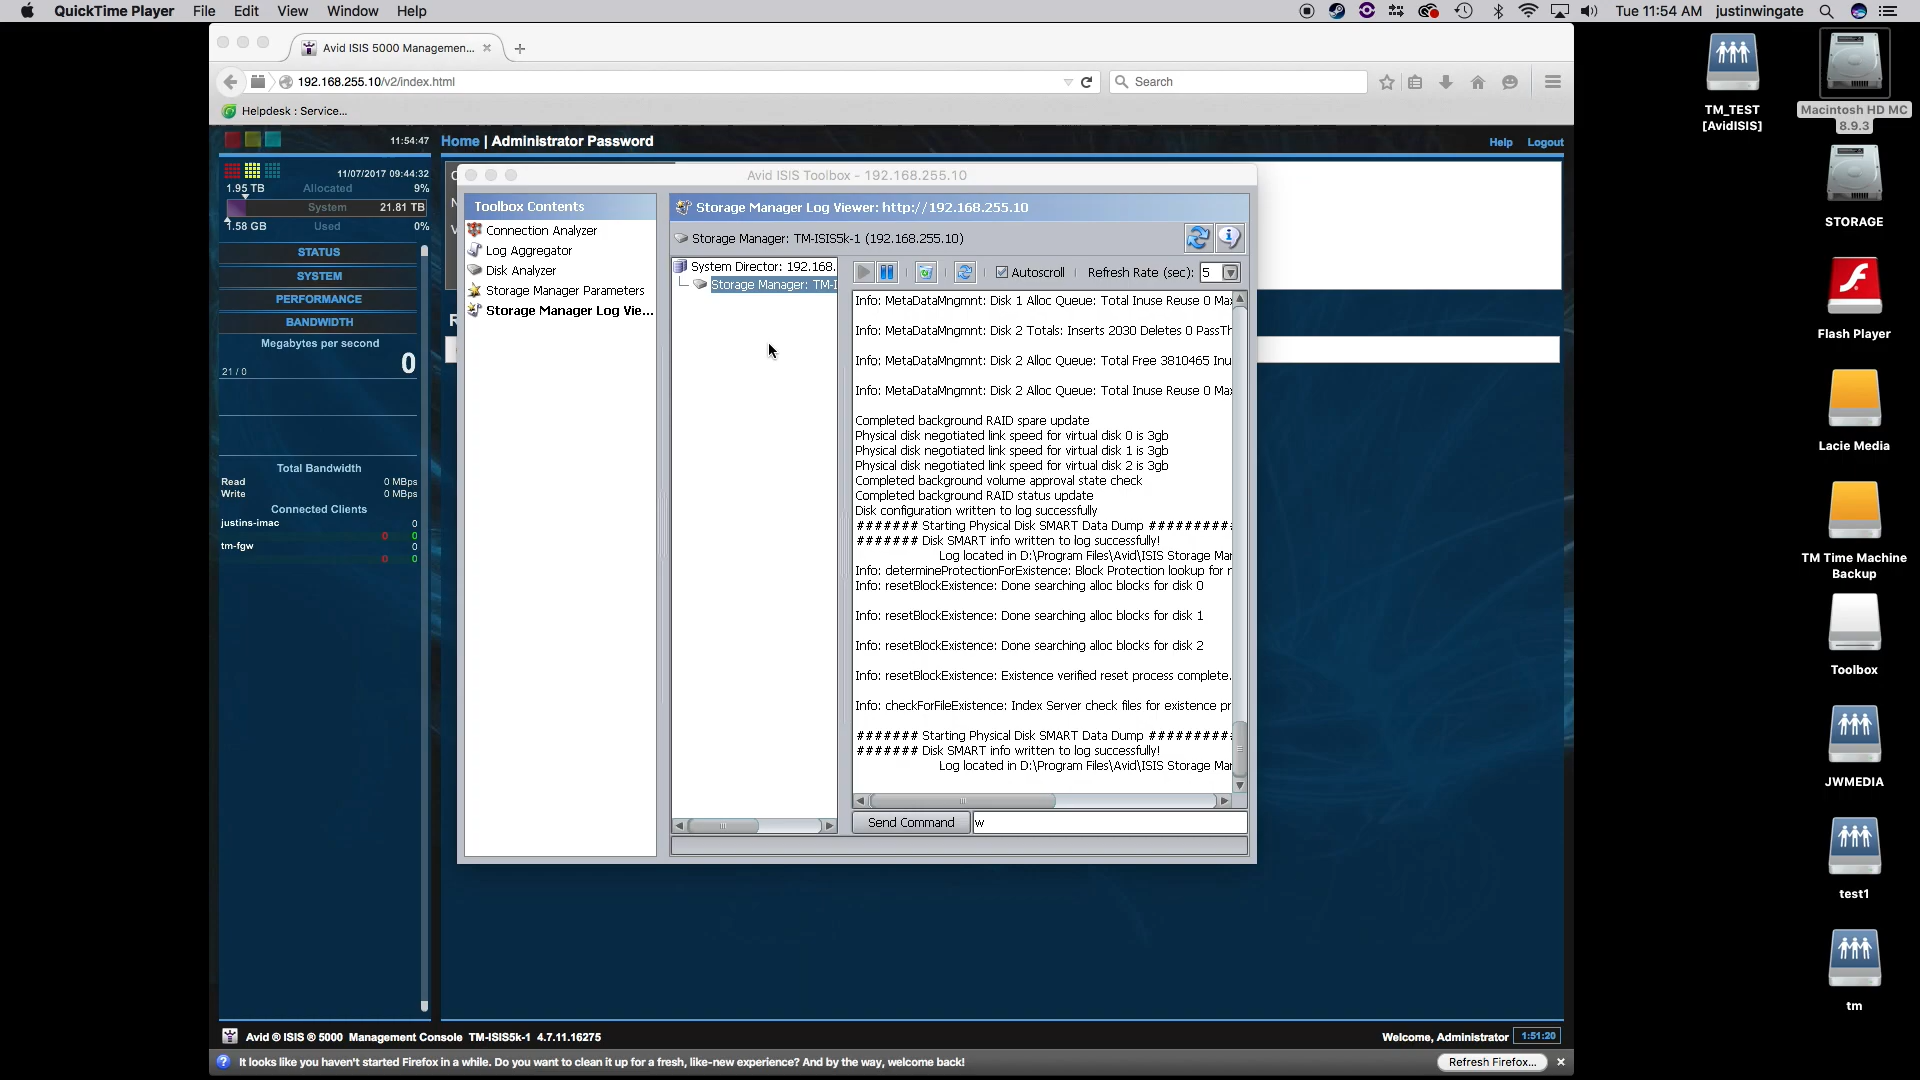 QuickTime Player File Edit View Window Help
Tue 11:54 AM justinwingate
Avid ISIS 5000 Managemen...
192.168.255.10/v2/index.html
Search
Helpdesk : Service...
11:54:47
Home | Administrator Password
Help Logout
11/07/2017 09:44:32
1.95 TB Allocated 9%
System 21.81 TB
1.58 GB Used 0%
STATUS
SYSTEM
PERFORMANCE
BANDWIDTH
Megabytes per second
0
21 / 0
Total Bandwidth
Read 0 MBps
Write 0 MBps
Connected Clients
justins-imac 0
0 0
tm-fgw 0
0 0
Avid ISIS Toolbox - 192.168.255.10
Toolbox Contents
Connection Analyzer
Log Aggregator
Disk Analyzer
Storage Manager Parameters
Storage Manager Log Vie...
Storage Manager Log Viewer: http://192.168.255.10
Storage Manager: TM-ISIS5k-1 (192.168.255.10)
System Director: 192.168.
Storage Manager: TM-I
Autoscroll Refresh Rate (sec): 5
Info: MetaDataMngmnt: Disk 1 Alloc Queue: Total Inuse Reuse 0 Max
Info: MetaDataMngmnt: Disk 2 Totals: Inserts 2030 Deletes 0 PassTh
Info: MetaDataMngmnt: Disk 2 Alloc Queue: Total Free 3810465 Inu
Info: MetaDataMngmnt: Disk 2 Alloc Queue: Total Inuse Reuse 0 Max
Completed background RAID spare update
Physical disk negotiated link speed for virtual disk 0 is 3gb
Physical disk negotiated link speed for virtual disk 1 is 3gb
Physical disk negotiated link speed for virtual disk 2 is 3gb
Completed background volume approval state check
Completed background RAID status update
Disk configuration written to log successfully
####### Starting Physical Disk SMART Data Dump ##########
####### Disk SMART info written to log successfully!
Log located in D:\Program Files\Avid\ISIS Storage Mar
Info: determineProtectionForExistence: Block Protection lookup for r
Info: resetBlockExistence: Done searching alloc blocks for disk 0
Info: resetBlockExistence: Done searching alloc blocks for disk 1
Info: resetBlockExistence: Done searching alloc blocks for disk 2
Info: resetBlockExistence: Existence verified reset process complete.
Info: checkForFileExistence: Index Server check files for existence pr
####### Starting Physical Disk SMART Data Dump ##########
####### Disk SMART info written to log successfully!
Log located in D:\Program Files\Avid\ISIS Storage Mar
Send Command w
Avid ® ISIS ® 5000 Management Console TM-ISIS5k-1 4.7.11.16275
Welcome, Administrator 1:51:20
It looks like you haven't started Firefox in a while. Do you want to clean it up for a fresh, like-new experience? And by the way, welcome back!
Refresh Firefox...
TM_TEST
[AvidISIS]
Macintosh HD MC
8.9.3
STORAGE
Flash Player
Lacie Media
TM Time Machine
Backup
Toolbox
JWMEDIA
test1
tm